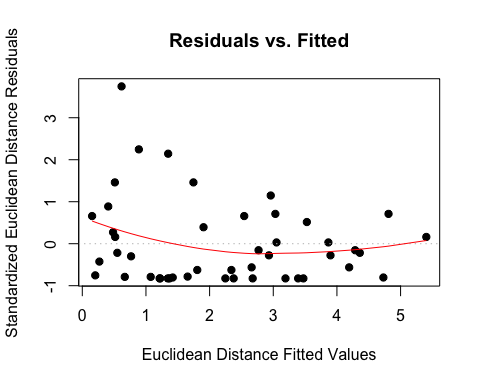 Residuals vs. Fitted
Standardized Euclidean Distance Residuals
3
2
1
0
-1
0 1 2 3 4 5
Euclidean Distance Fitted Values